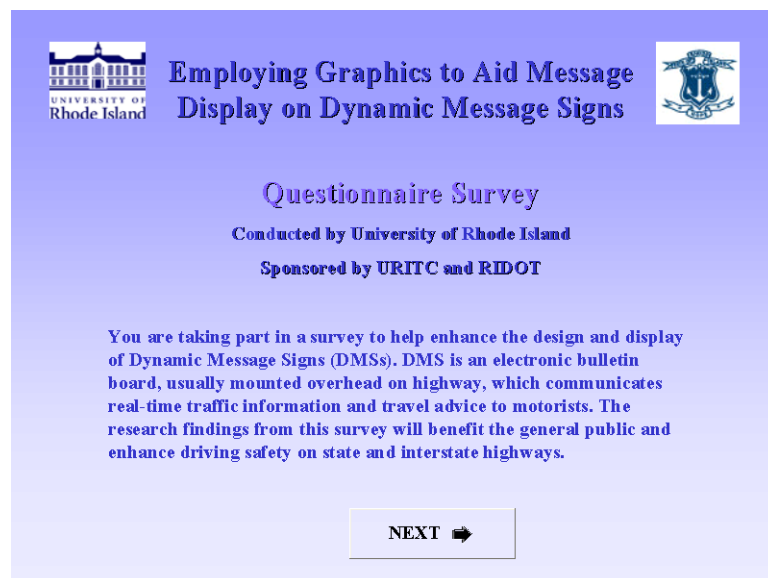 UNIVERSITY OF
Rhode Island
Employing Graphics to Aid Message
Display on Dynamic Message Signs
HOPE
Questionnaire Survey
Conducted by University of Rhode Island
Sponsored by URITC and RIDOT
You are taking part in a survey to help enhance the design and display
of Dynamic Message Signs (DMSs). DMS is an electronic bulletin
board, usually mounted overhead on highway, which communicates
real-time traffic information and travel advice to motorists. The
research findings from this survey will benefit the general public and
enhance driving safety on state and interstate highways.
NEXT